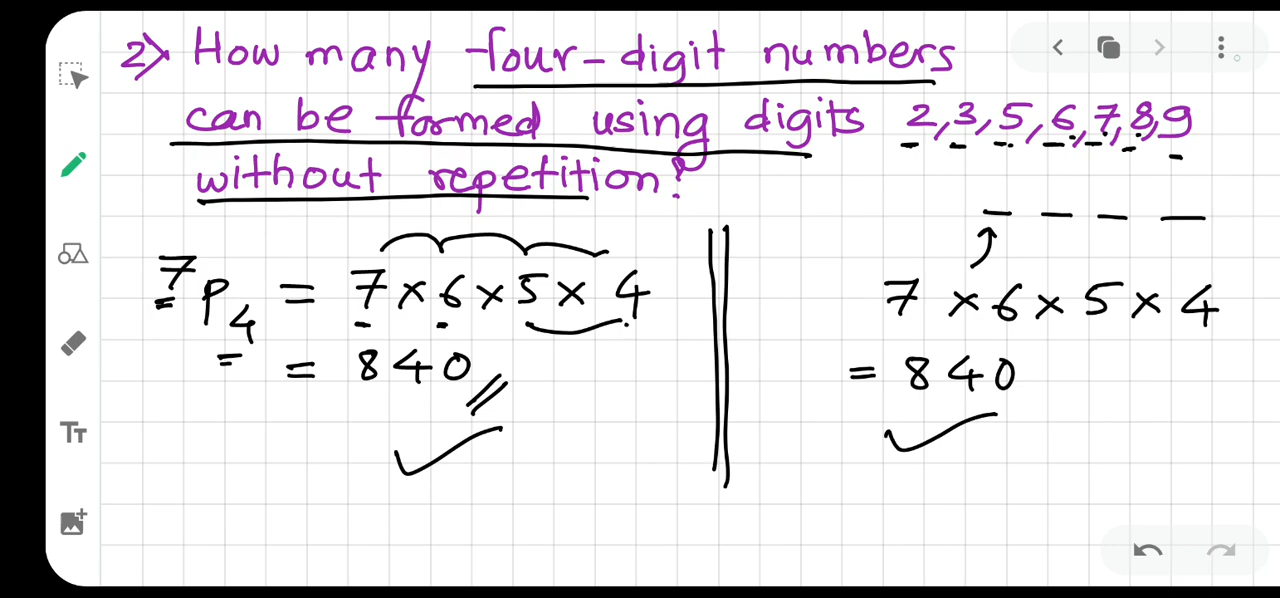 2) How many four-digit numbers
can be formed using digits 2,3,5,6,7,8,9
without repetition?
7P4 = 7×6×5×4
= 840
7×6×5×4
= 840
Tт